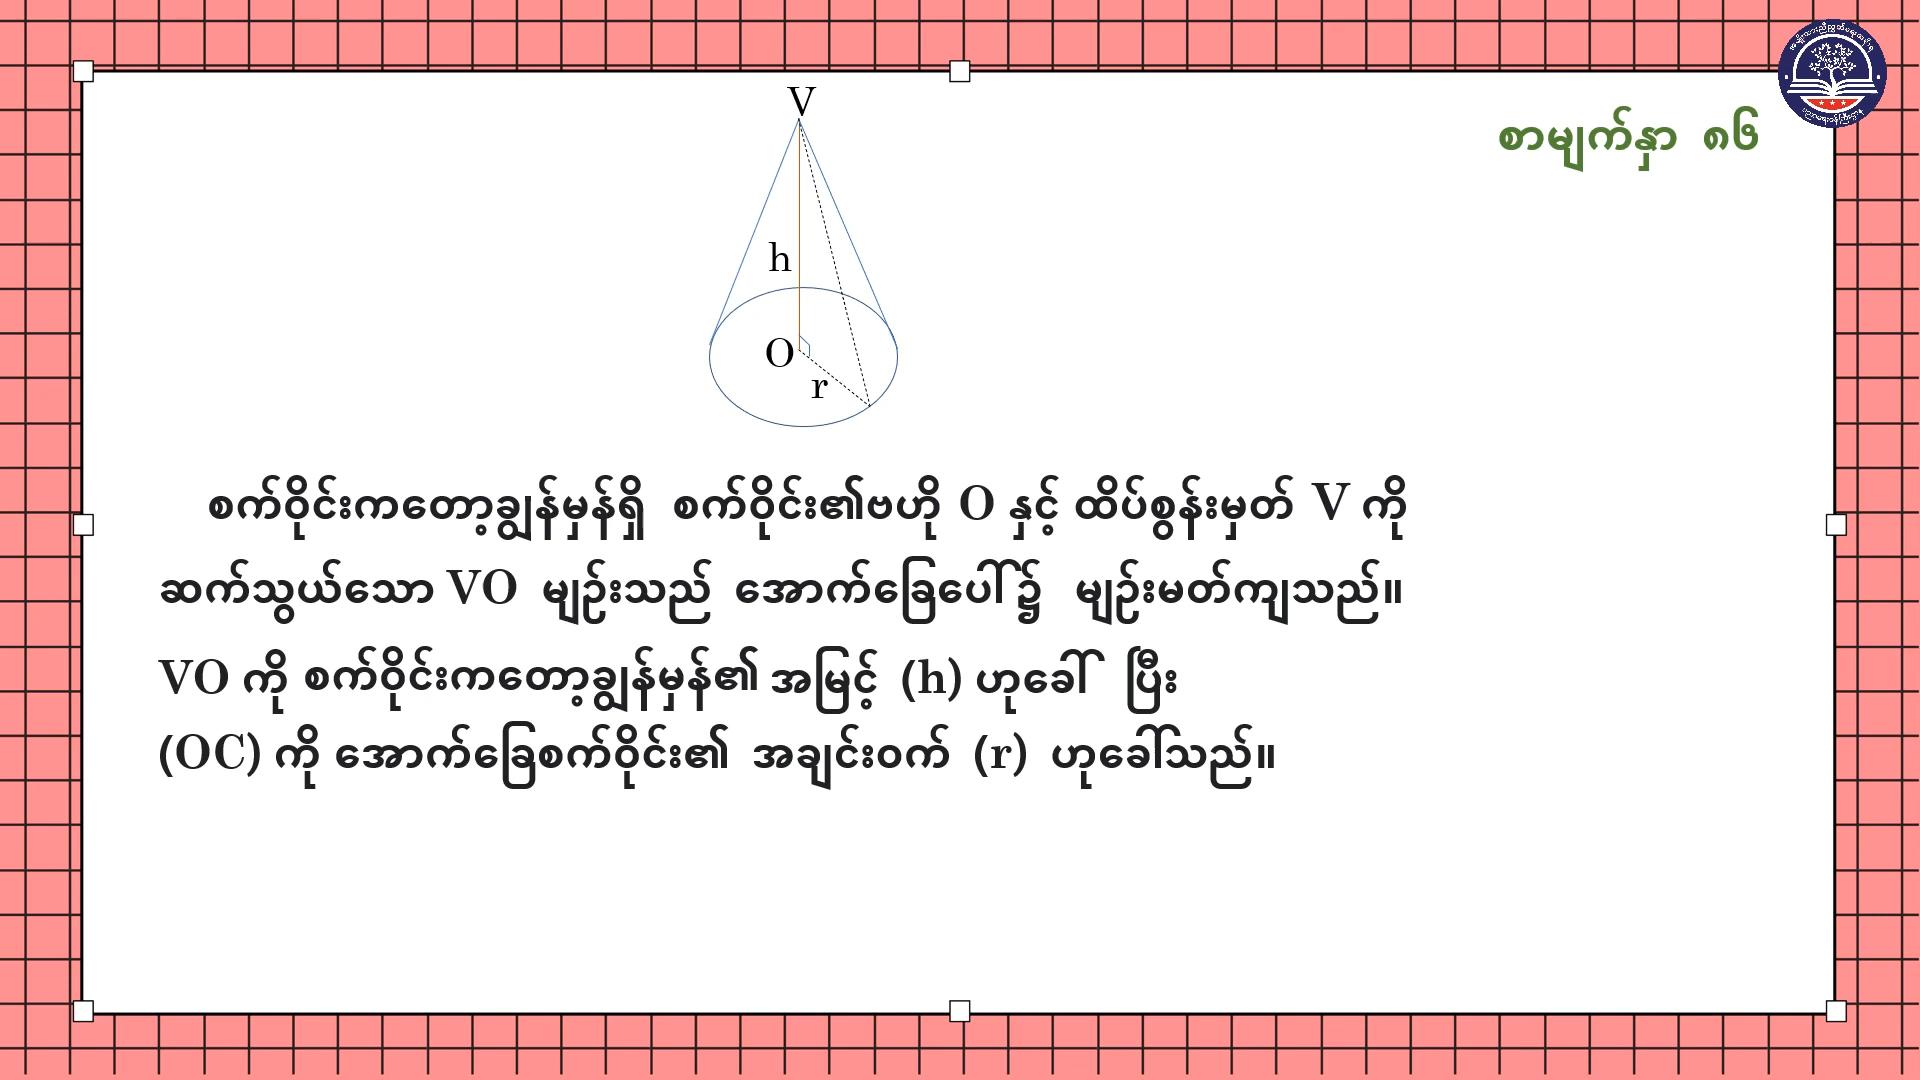 V
စာမျက်နှာ ၈၆
h
O
r
စက်ဝိုင်းကတော့ချွန်မှန်ရှိ စက်ဝိုင်း၏ဗဟို O နှင့် ထိပ်စွန်းမှတ် V ကို
ဆက်သွယ်သော VO မျဉ်းသည် အောက်ခြေပေါ်၌ မျဉ်းမတ်ကျသည်။
VO ကို စက်ဝိုင်းကတော့ချွန်မှန်၏ အမြင့် (h) ဟုခေါ် ပြီး
(OC) ကို အောက်ခြေစက်ဝိုင်း၏ အချင်းဝက် (r) ဟုခေါ်သည်။